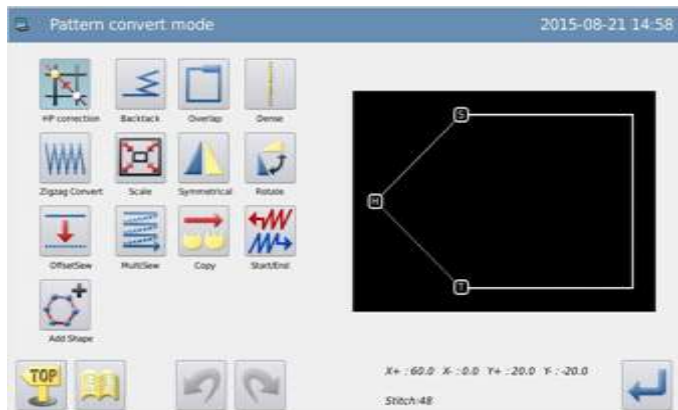 Pattern convert mode 2015-08-21 14:58
HP correction Backtack Overlap Dense
S
Zigzag Convert Scale Symmetrical Rotate
H
OffsetSew MultiSew Copy Start/End
T
Add Shape
TOP
X+ : 60.0 X- : 0.0 Y+ : 20.0 Y- : -20.0
Stitch:48